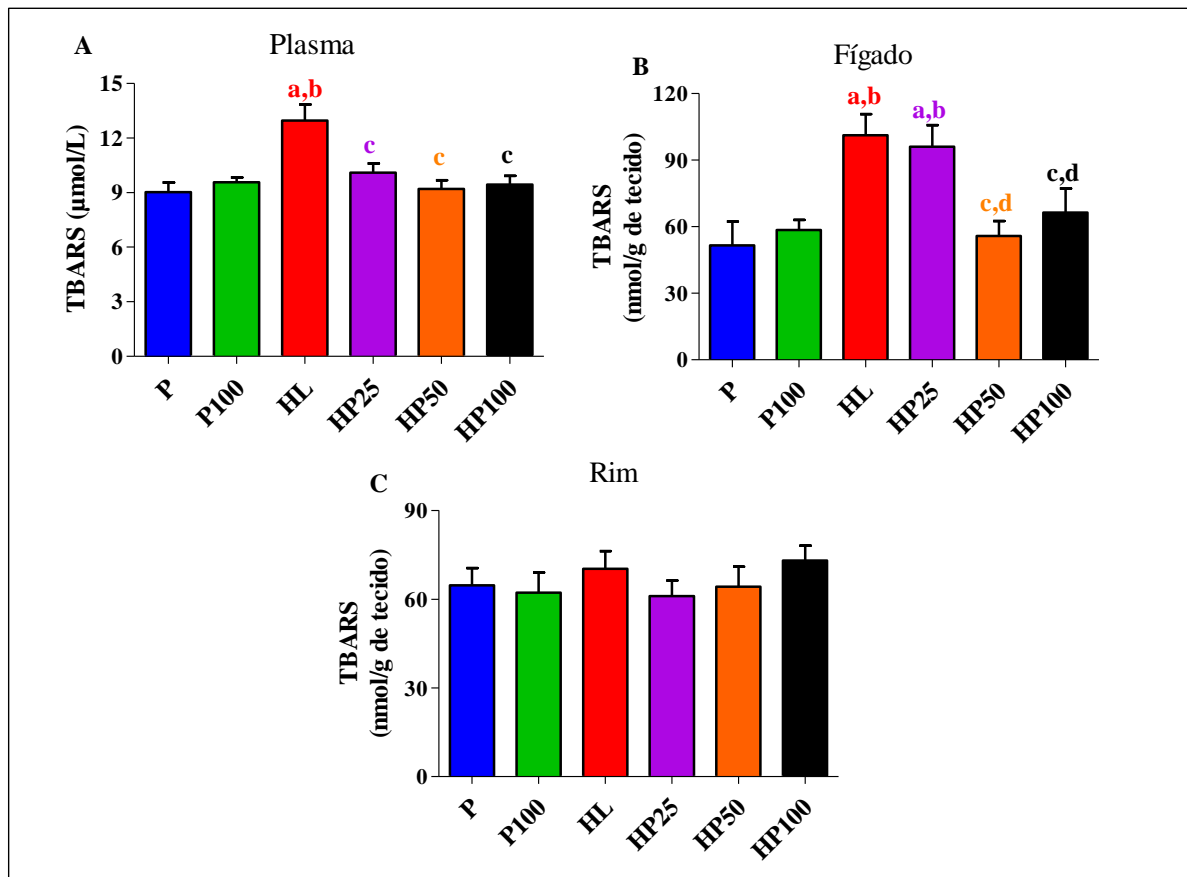 A
Plasma
TBARS (µmol/L)
15
12
9
6
3
0
a,b
c
c
c
P
P100
HL
HP25
HP50
HP100
B
Fígado
TBARS
(nmol/g de tecido)
120
90
60
30
0
a,b
a,b
c,d
c,d
P
P100
HL
HP25
HP50
HP100
C
Rim
TBARS
(nmol/g de tecido)
90
60
30
0
P
P100
HL
HP25
HP50
HP100